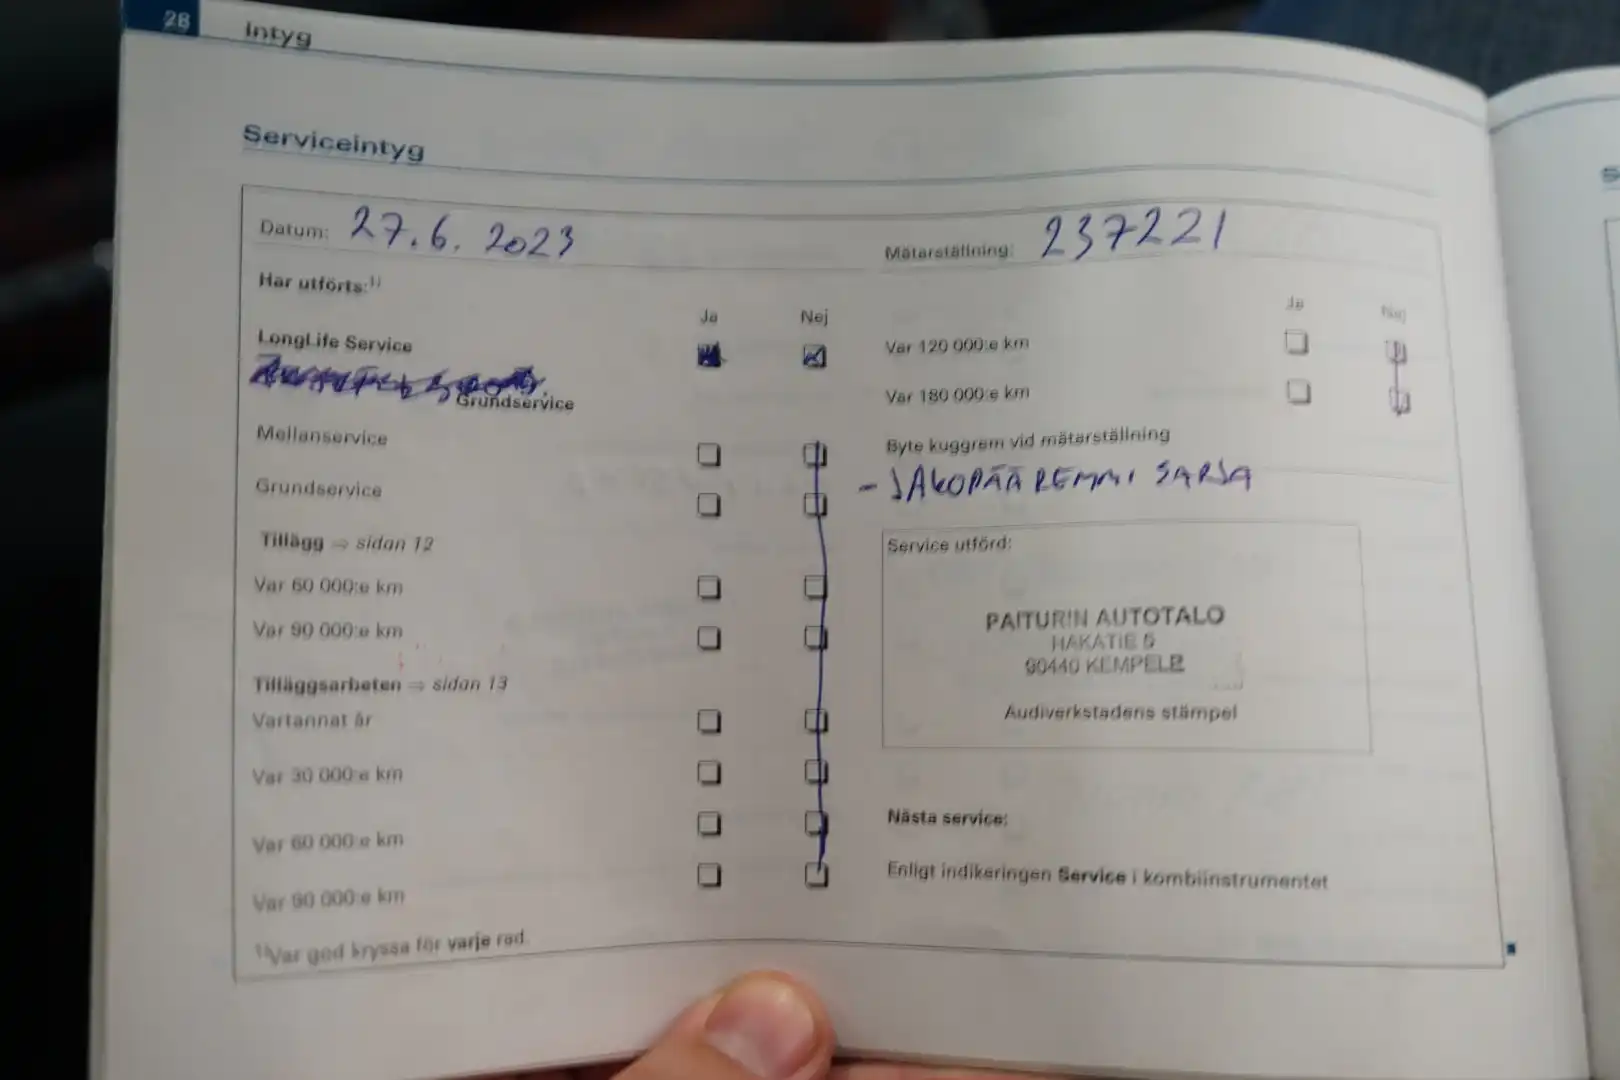 28
Intyg
Serviceintyg
Datum: 27.6. 2023
Mätarställning: 237221
Har utförts:¹⁾
Ja Nej
LongLife Service
Grundservice
Mellanservice
Grundservice
Tillägg ⇒ sidan 12
Var 60 000:e km
Var 90 000:e km
Tilläggsarbeten ⇒ sidan 13
Vartannat år
Var 30 000:e km
Var 60 000:e km
Var 90 000:e km
¹⁾Var god kryssa för varje rad.
Ja Nej
Var 120 000:e km
Var 180 000:e km
Byte kuggrem vid mätarställning
- JAKOPÄÄ REMMI SARJA
Service utförd:
PAITURIN AUTOTALO
HAKATIE 5
90440 KEMPELE
Audiverkstadens stämpel
Nästa service:
Enligt indikeringen Service i kombiinstrumentet
S